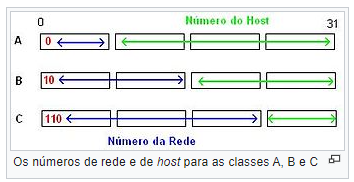 0 Número do Host 31
A 0
B 10
C 110
Número da Rede
Os números de rede e de host para as classes A, B e C